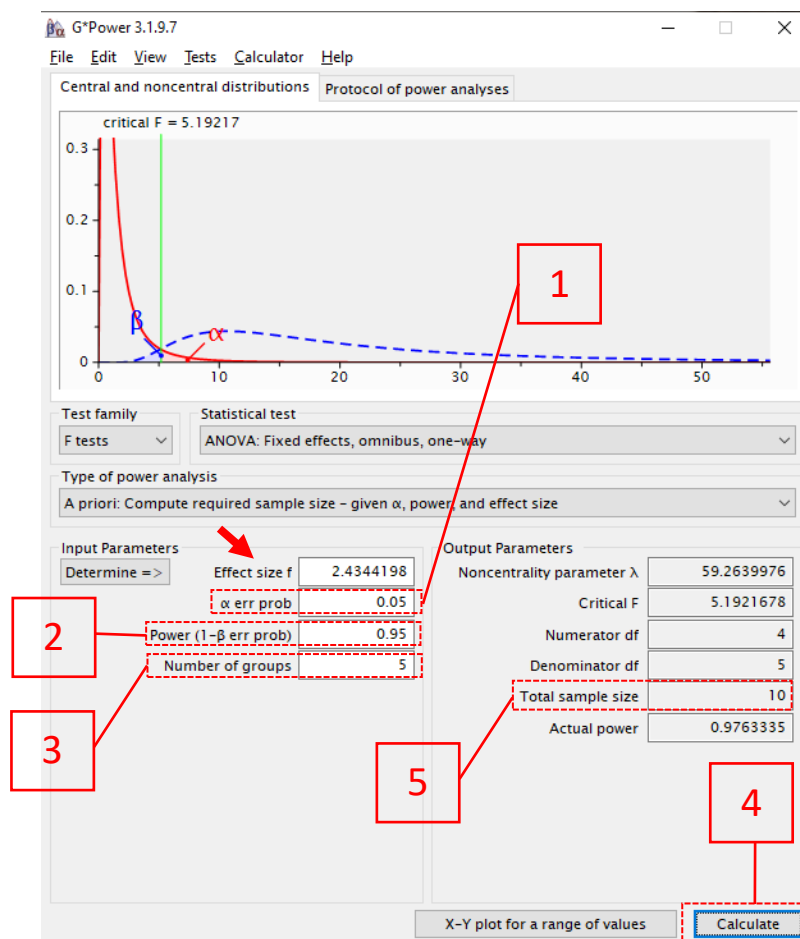 G*Power 3.1.9.7
File Edit View Tests Calculator Help
Central and noncentral distributions Protocol of power analyses
critical F = 5.19217
0.3
0.2
0.1
0
β
α
0 10 20 30 40 50
1
Test family
Statistical test
F tests
ANOVA: Fixed effects, omnibus, one-way
Type of power analysis
A priori: Compute required sample size - given α, power, and effect size
Input Parameters
Determine =>
Effect size f 2.4344198
α err prob 0.05
Power (1-β err prob) 0.95
Number of groups 5
2
3
Output Parameters
Noncentrality parameter λ 59.2639976
Critical F 5.1921678
Numerator df 4
Denominator df 5
Total sample size 10
Actual power 0.9763335
5
4
X-Y plot for a range of values
Calculate